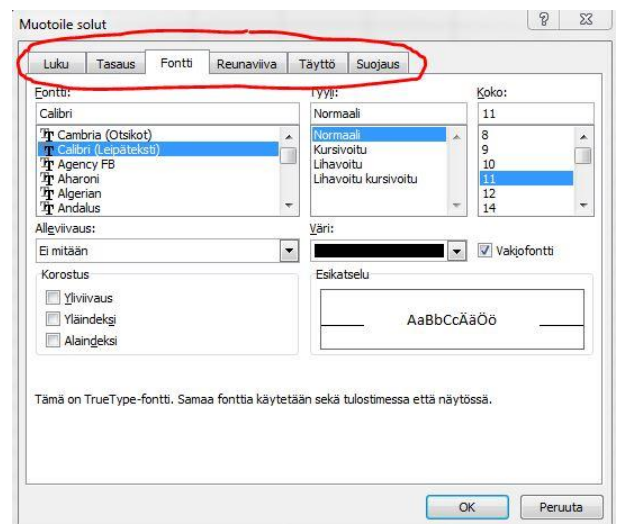 Muotoile solut
Luku Tasaus Fontti Reunaviiva Täyttö Suojaus
Fontti: Tyyli: Koko:
Calibri Normaali 11
Cambria (Otsikot) Normaali 8
Calibri (Leipäteksti) Kursivoitu 9
Agency FB Lihavoitu 10
Aharoni Lihavoitu kursivoitu 11
Algerian 12
Andalus 14
Alleviivaus: Väri:
Ei mitään Vakiofontti
Korostus Esikatselu
Yliviivaus
Yläindeksi AaBbCcÄäÖö
Alaindeksi
Tämä on TrueType-fontti. Samaa fonttia käytetään sekä tulostimessa että näytössä.
OK Peruuta